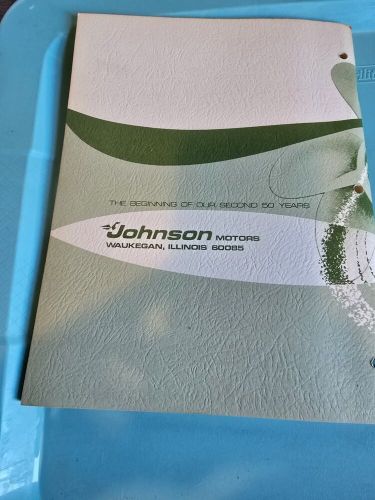 THE BEGINNING OF OUR SECOND 50 YEARS
Johnson MOTORS
WAUKEGAN, ILLINOIS 60085